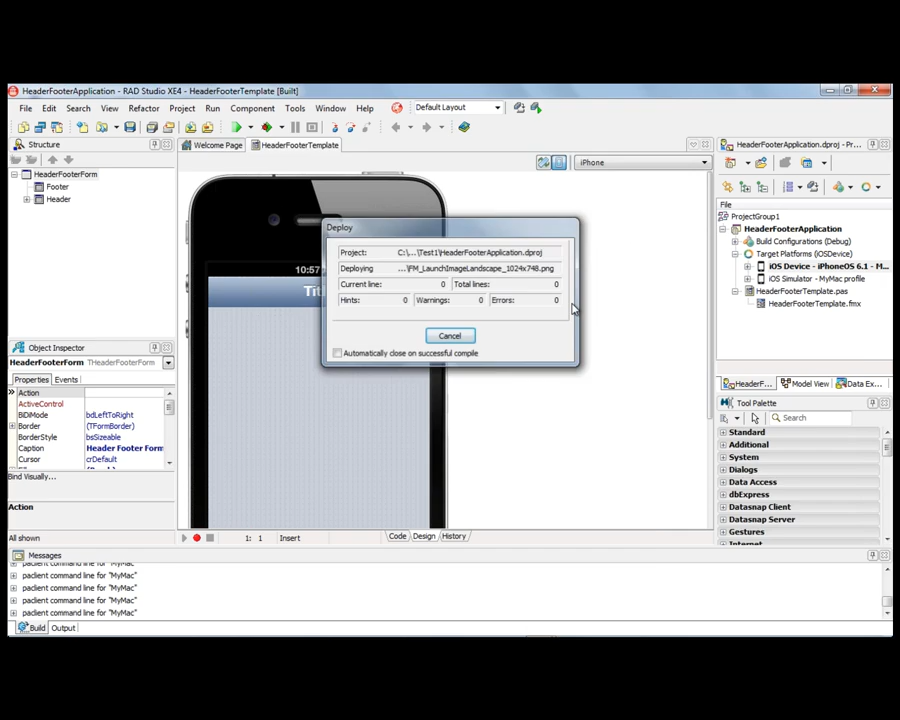 HeaderFooterApplication - RAD Studio XE4 - HeaderFooterTemplate [Built]
File Edit Search View Refactor Project Run Component Tools Window Help
Default Layout
Structure
Welcome Page
HeaderFooterTemplate
HeaderFooterApplication.dproj - Pr...
iPhone
HeaderFooterForm
Footer
Header
File
ProjectGroup1
HeaderFooterApplication
Build Configurations (Debug)
Target Platforms (iOSDevice)
iOS Device - iPhoneOS 6.1 - M...
iOS Simulator - MyMac profile
HeaderFooterTemplate.pas
HeaderFooterTemplate.fmx
10:57
Deploy
Project: C:\...\Test1\HeaderFooterApplication.dproj
Deploying ...\FM_LaunchImageLandscape_1024x748.png
Current line: 0 Total lines: 0
Hints: 0 Warnings: 0 Errors: 0
Cancel
Automatically close on successful compile
Object Inspector
HeaderFooterForm THeaderFooterForm
Properties Events
Action
ActiveControl
BiDiMode bdLeftToRight
Border (TFormBorder)
BorderStyle bsSizeable
Caption Header Footer Form
Cursor crDefault
Bind Visually...
Action
All shown
1: 1 Insert
Code Design History
HeaderF... Model View Data Ex...
Tool Palette
Search
Standard
Additional
System
Dialogs
Data Access
dbExpress
Datasnap Client
Datasnap Server
Gestures
Internet
Messages
paclient command line for "MyMac"
paclient command line for "MyMac"
paclient command line for "MyMac"
paclient command line for "MyMac"
paclient command line for "MyMac"
Build Output